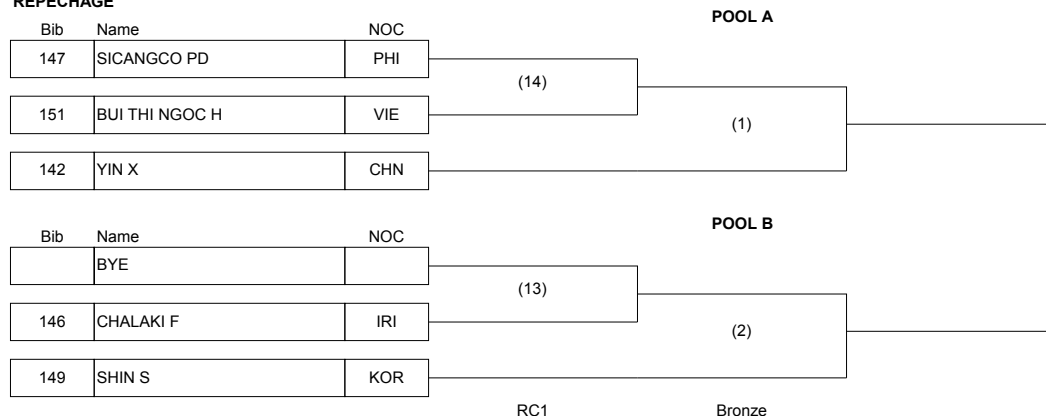 REPECHAGE
POOL A
Bib Name NOC
147 SICANGCO PD PHI
(14)
151 BUI THI NGOC H VIE
(1)
142 YIN X CHN
POOL B
Bib Name NOC
BYE
(13)
146 CHALAKI F IRI
(2)
149 SHIN S KOR
RC1 Bronze